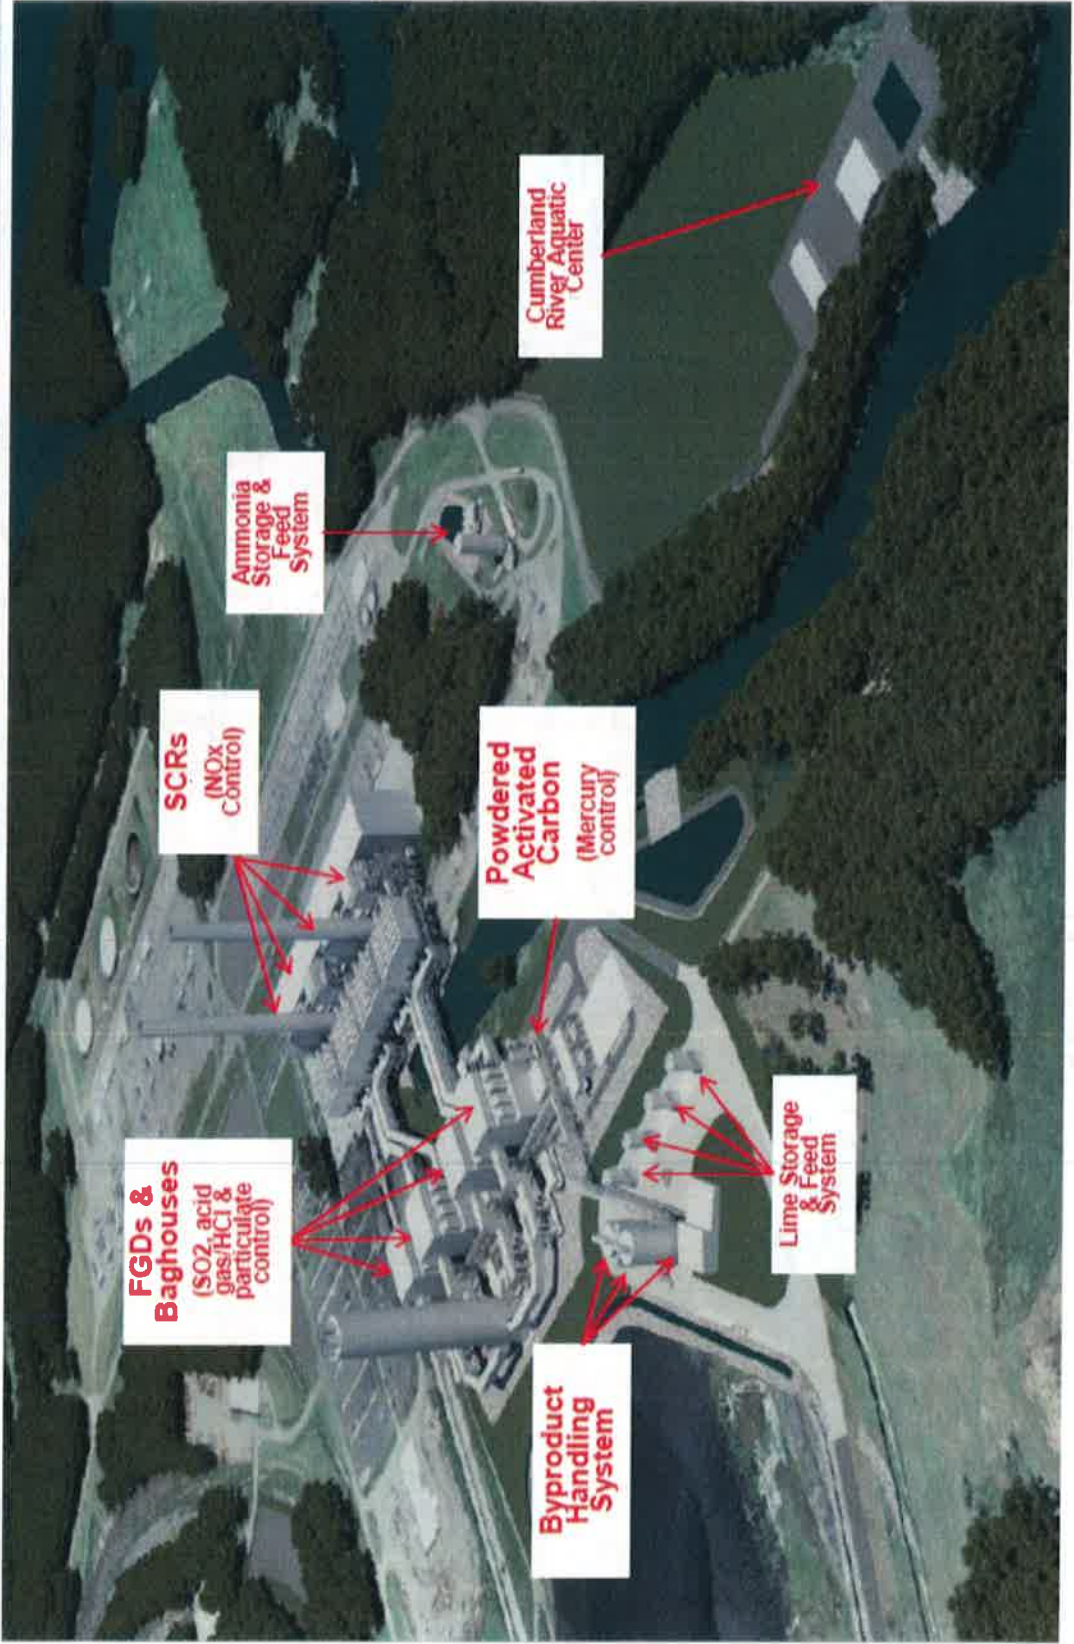 FGDs &
Baghouses
(SO2, acid
gas/HCl &
particulate
control)
SCRs
(NOx
Control)
Ammonia
Storage &
Feed
System
Cumberland
River Aquatic
Center
Powdered
Activated
Carbon
(Mercury
control)
Byproduct
Handling
System
Lime Storage
& Feed
System